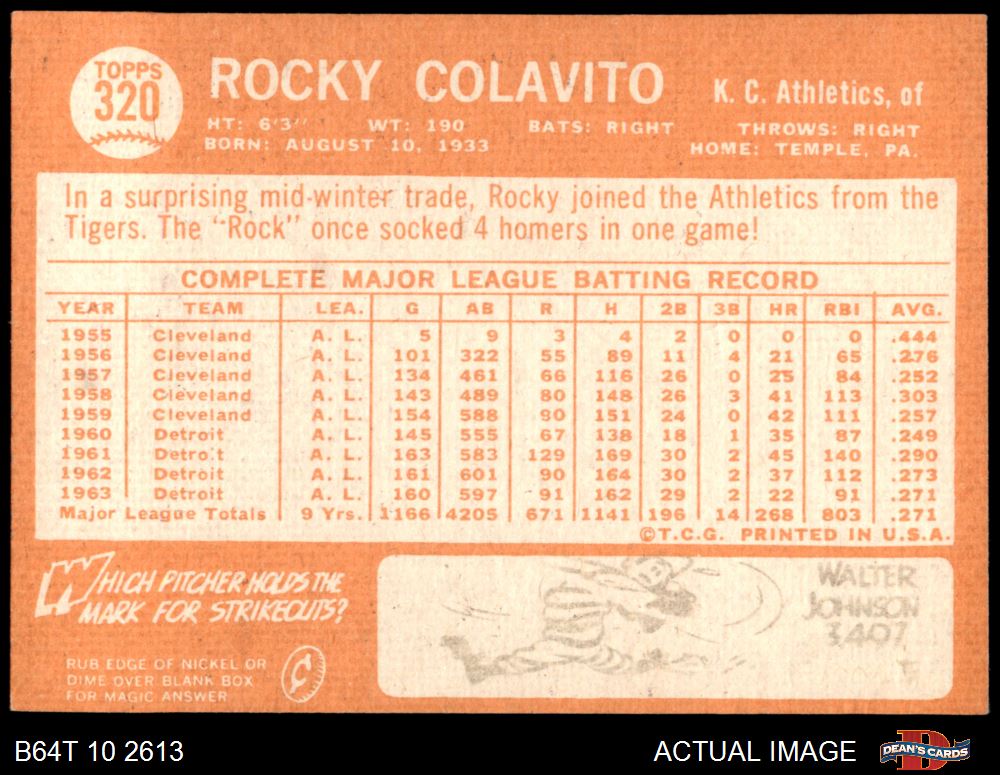 TOPPS
320
ROCKY COLAVITO
K. C. Athletics, of
HT: 6'3" WT: 190 BATS: RIGHT THROWS: RIGHT
BORN: AUGUST 10, 1933 HOME: TEMPLE, PA.
In a surprising mid-winter trade, Rocky joined the Athletics from the
Tigers. The "Rock" once socked 4 homers in one game!
COMPLETE MAJOR LEAGUE BATTING RECORD
YEAR TEAM LEA. G AB R H 2B 3B HR RBI AVG.
1955 Cleveland A. L. 5 9 3 4 2 0 0 0 .444
1956 Cleveland A. L. 101 322 55 89 11 4 21 65 .276
1957 Cleveland A. L. 134 461 66 116 26 0 25 84 .252
1958 Cleveland A. L. 143 489 80 148 26 3 41 113 .303
1959 Cleveland A. L. 154 588 90 151 24 0 42 111 .257
1960 Detroit A. L. 145 555 67 138 18 1 35 87 .249
1961 Detroit A. L. 163 583 129 169 30 2 45 140 .290
1962 Detroit A. L. 161 601 90 164 30 2 37 112 .273
1963 Detroit A. L. 160 597 91 162 29 2 22 91 .271
Major League Totals 9 Yrs. 1166 4205 671 1141 196 14 268 803 .271
©T.C.G. PRINTED IN U.S.A.
WHICH PITCHER HOLDS THE
MARK FOR STRIKEOUTS?
RUB EDGE OF NICKEL OR
DIME OVER BLANK BOX
FOR MAGIC ANSWER
WALTER
JOHNSON
3,407
B64T 10 2613
ACTUAL IMAGE
DEAN'S CARDS